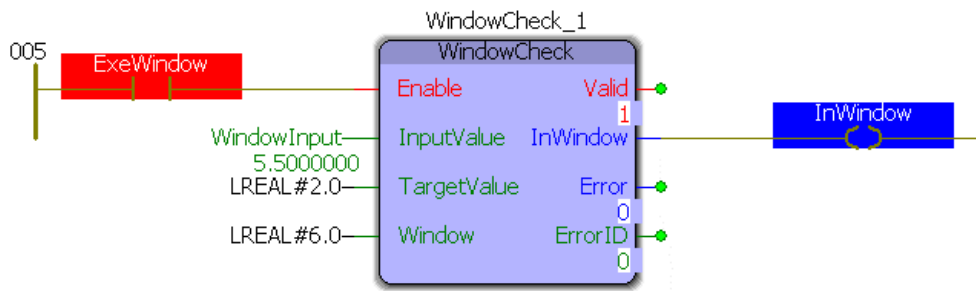 WindowCheck_1
005
ExeWindow
WindowCheck
Enable
Valid
1
InWindow
WindowInput
InputValue
InWindow
5.5000000
LREAL#2.0
TargetValue
Error
0
LREAL#6.0
Window
ErrorID
0